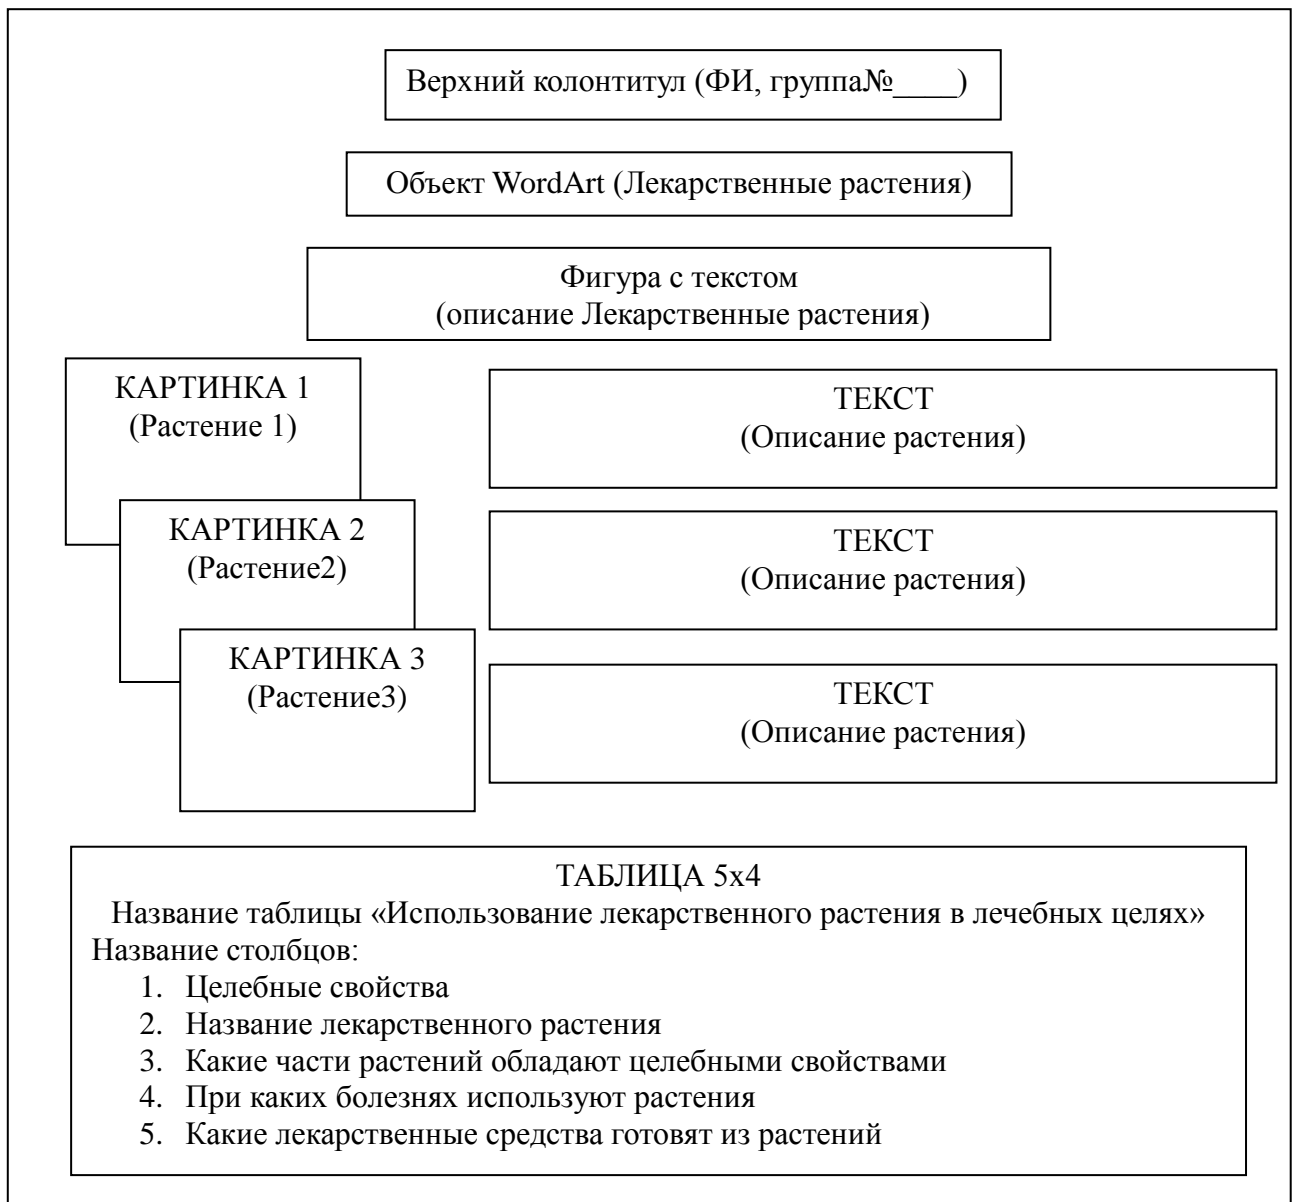 Верхний колонтитул (ФИ, группа№____)
Объект WordArt (Лекарственные растения)
Фигура с текстом
(описание Лекарственные растения)
КАРТИНКА 1
(Растение 1)
ТЕКСТ
(Описание растения)
КАРТИНКА 2
(Растение2)
ТЕКСТ
(Описание растения)
КАРТИНКА 3
(Растение3)
ТЕКСТ
(Описание растения)
ТАБЛИЦА 5х4
Название таблицы «Использование лекарственного растения в лечебных целях»
Название столбцов:
1. Целебные свойства
2. Название лекарственного растения
3. Какие части растений обладают целебными свойствами
4. При каких болезнях используют растения
5. Какие лекарственные средства готовят из растений